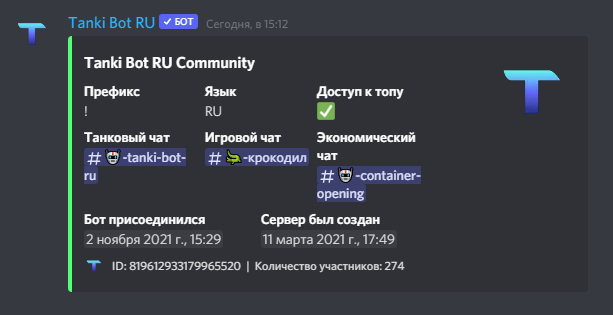 Tanki Bot RU ✓ БОТ Сегодня, в 15:12
Tanki Bot RU Community
Префикс Язык Доступ к топу
! RU ✅
Танковый чат Игровой чат Экономический
чат
#-tanki-bot-
ru
#-крокодил
#-container-
opening
Бот присоединился Сервер был создан
2 ноября 2021 г., 15:29 11 марта 2021 г., 17:49
ID: 819612933179965520 | Количество участников: 274